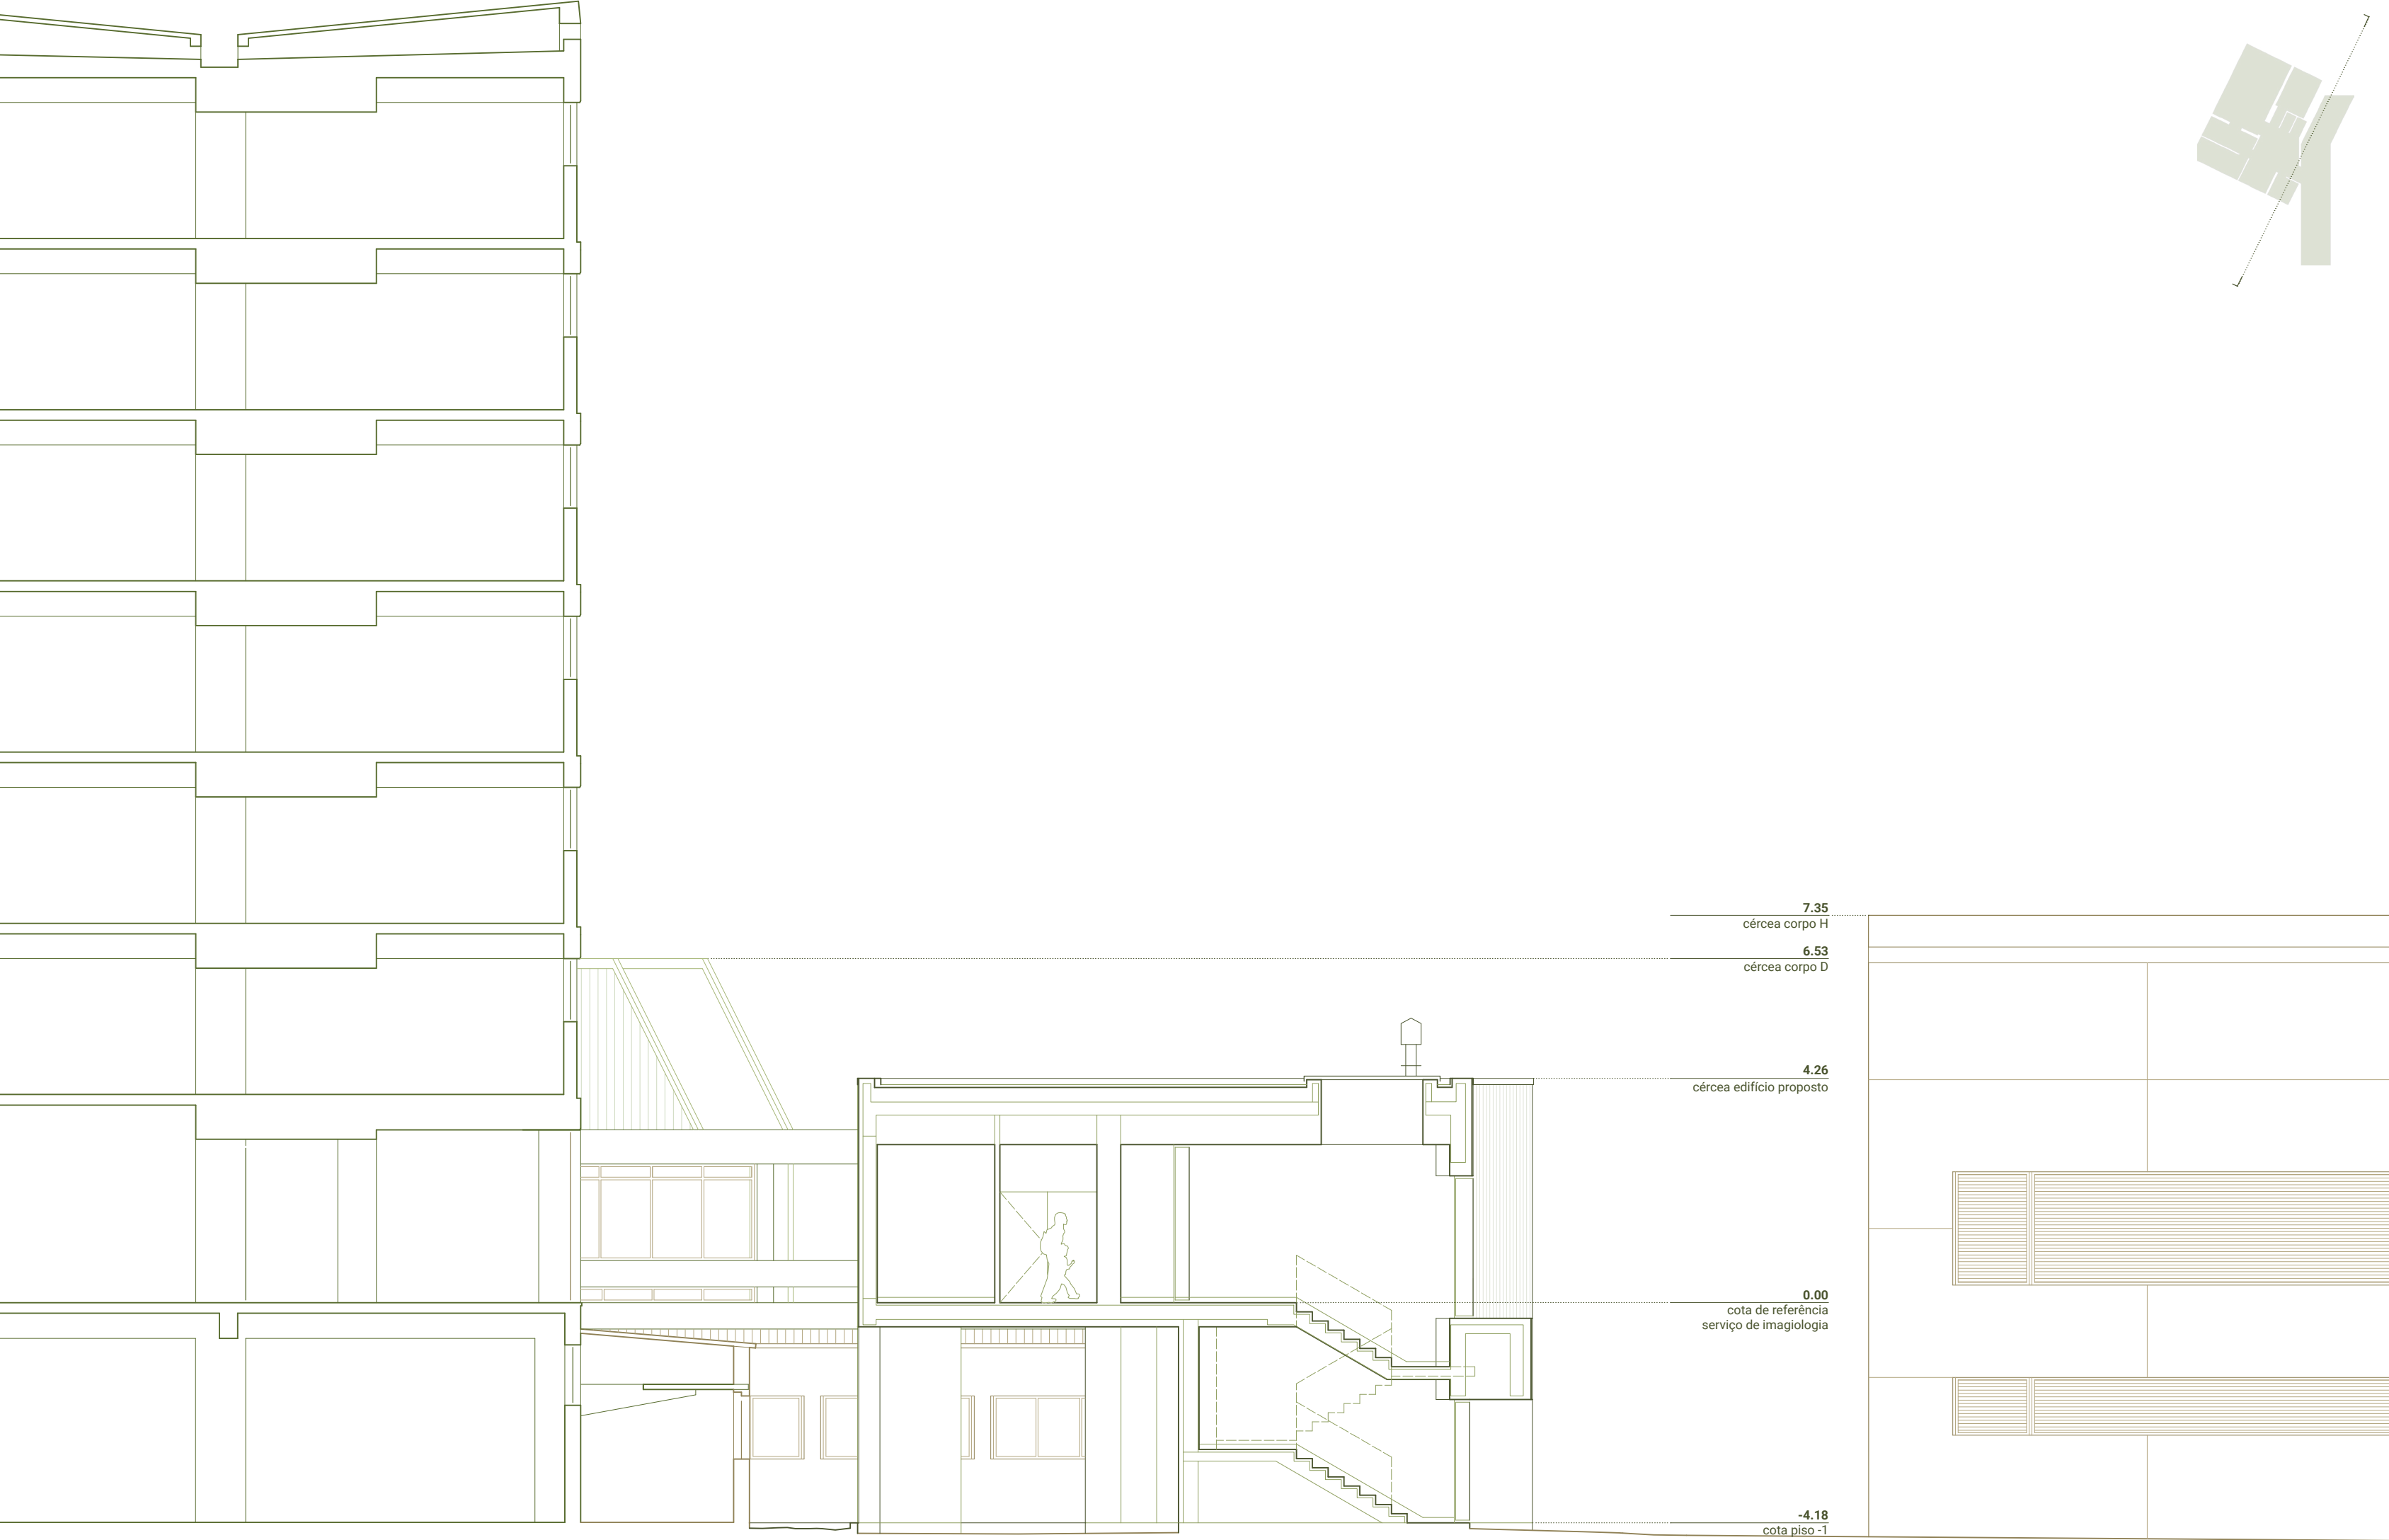 7.35
cércea corpo H
6.53
cércea corpo D
4.26
cércea edifício proposto
0.00
cota de referência
serviço de imagiologia
-4.18
cota piso -1